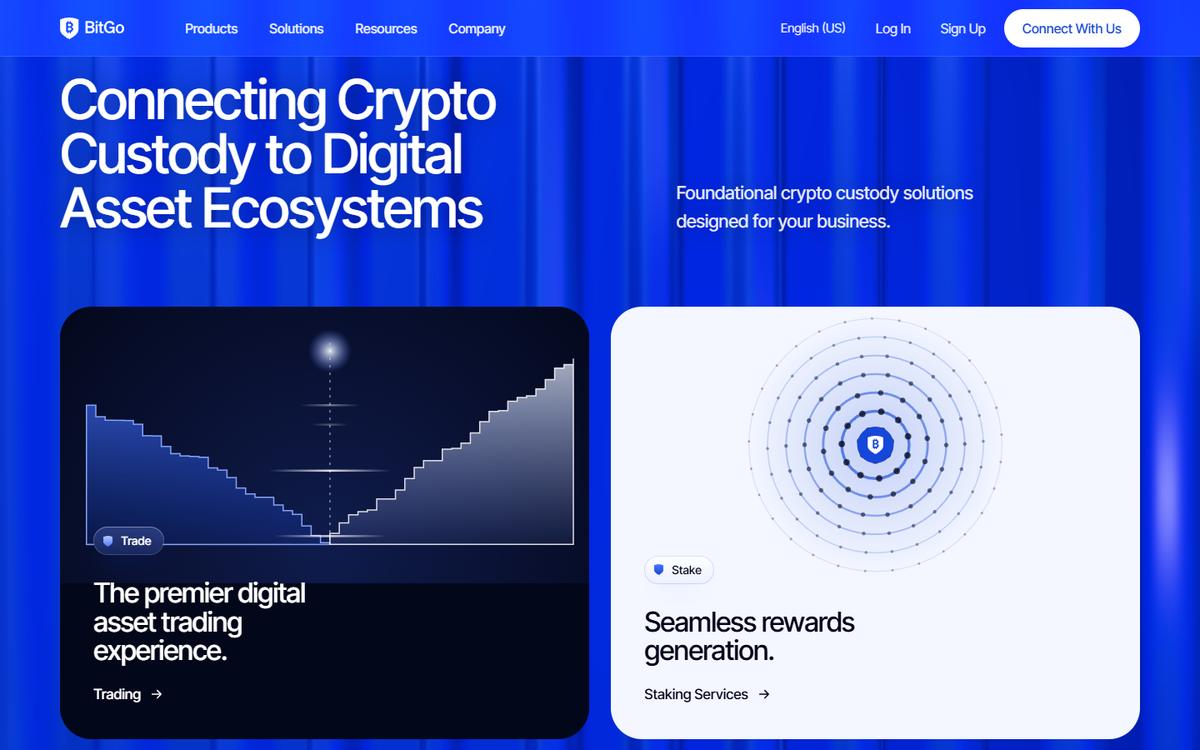 BitGo
Products
Solutions
Resources
Company
English (US)
Log In
Sign Up
Connect With Us
Connecting Crypto
Custody to Digital
Asset Ecosystems
Foundational crypto custody solutions
designed for your business.
Trade
The premier digital
asset trading
experience.
Trading →
Stake
Seamless rewards
generation.
Staking Services →